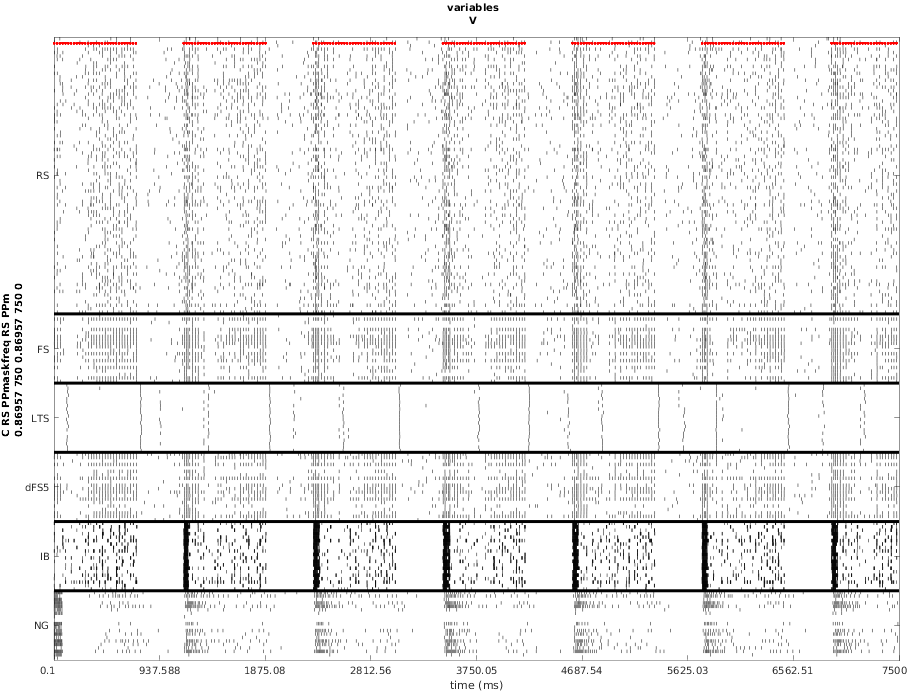 variables
V
C RS PPmaskfreq RS PPm
0.86957 750 0.86957 750 0
RS
FS
LTS
dFS5
IB
NG
0.1 937.588 1875.08 2812.56 3750.05 4687.54 5625.03 6562.51 7500
time (ms)